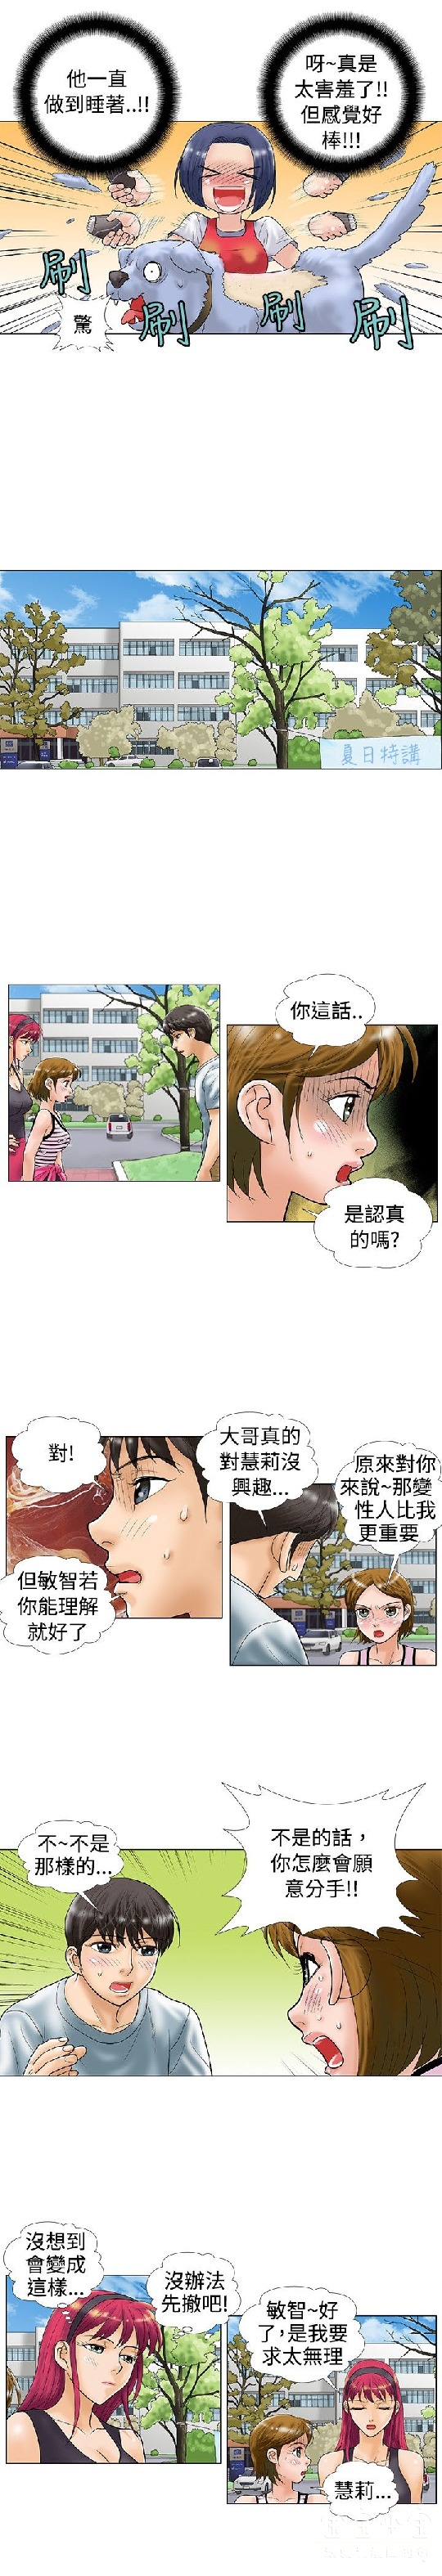 他一直
做到睡著..!!
呀~真是
太害羞了!!
但感覺好
棒!!!
刷
驚
刷
刷
刷
夏日特講
你這話..
是認真
的嗎?
對!
但敏智若
你能理解
就好了
大哥真的
對慧莉沒
興趣...
原來對你
來說~那變
性人比我
更重要
不~不是
那樣的...
不是的話，
你怎麼會願
意分手!!
沒想到
會變成
這樣...
沒辦法
先撤吧!
敏智~好
了,是我要
求太無理
慧莉...